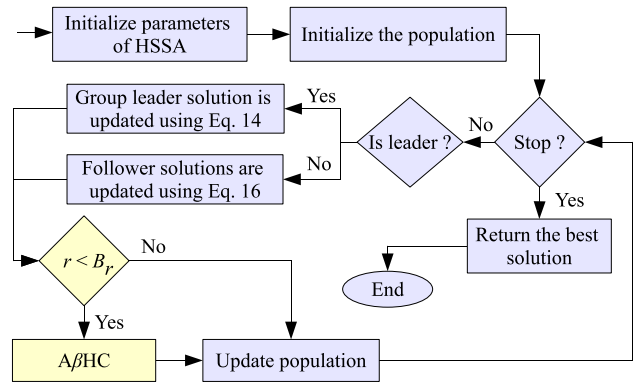 Initialize parameters
of HSSA
Initialize the population
Group leader solution is
updated using Eq. 14
Yes
Is leader ?
No
Stop ?
Follower solutions are
updated using Eq. 16
No
Yes
Return the best
solution
End
r < Br
No
Yes
AβHC
Update population